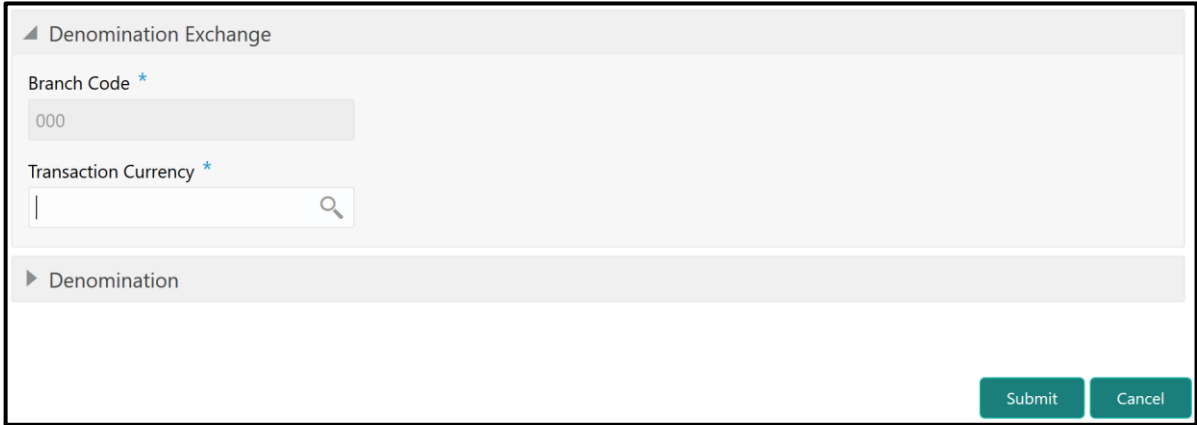 Denomination Exchange
Branch Code *
000
Transaction Currency *
Denomination
Submit Cancel